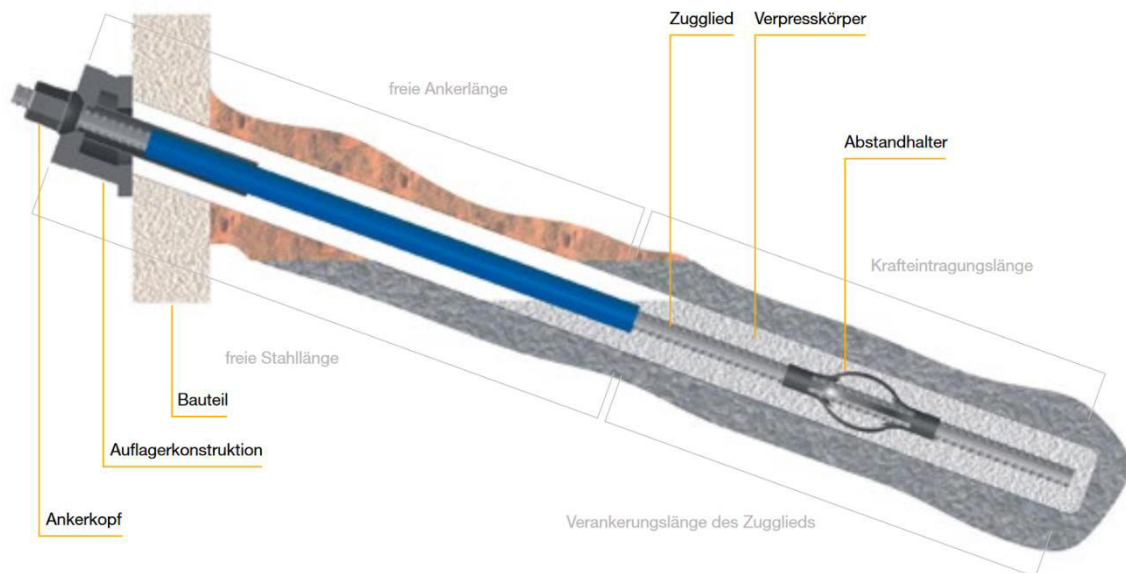 Zugglied
Verpresskörper
freie Ankerlänge
Abstandhalter
Krafteintragungslänge
freie Stahllänge
Bauteil
Auflagerkonstruktion
Ankerkopf
Verankerungslänge des Zugglieds